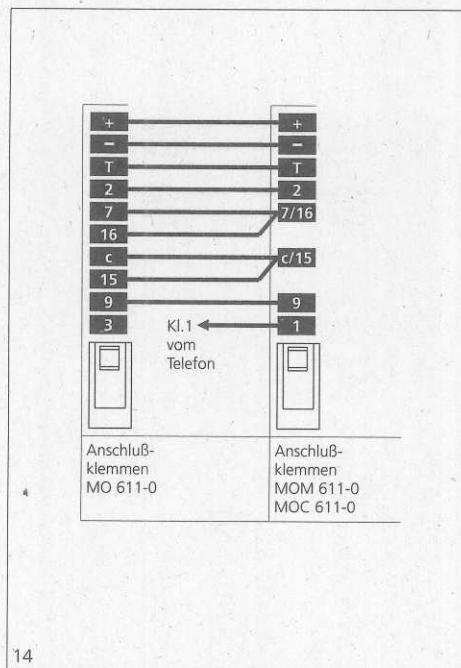 + +
– –
T T
2 2
7 7/16
16
c c/15
15
9 9
3 Kl.1 1
vom
Telefon
Anschluß-
klemmen
MO 611-0
Anschluß-
klemmen
MOM 611-0
MOC 611-0
14